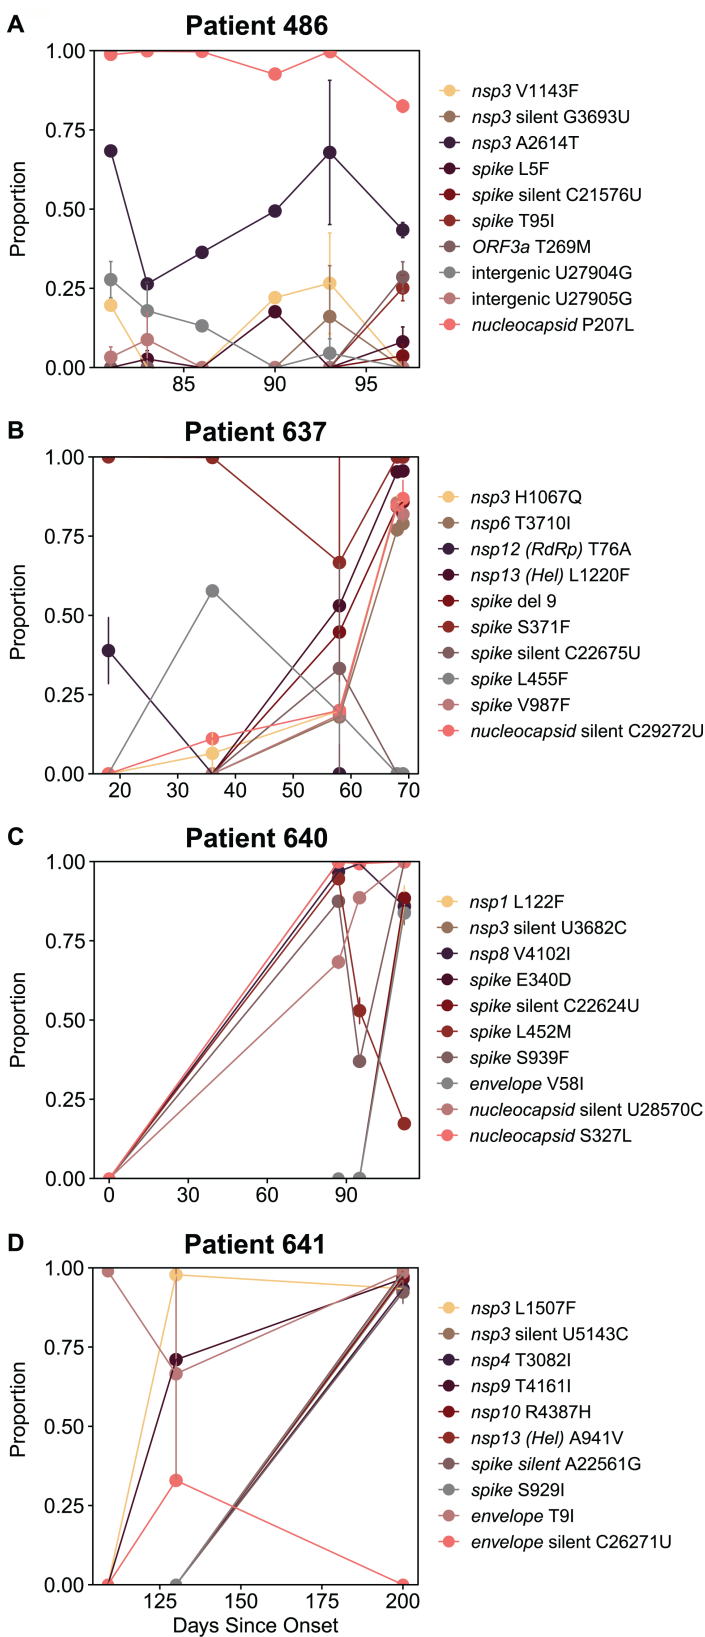 A
Patient 486
1.00
0.75
0.50
0.25
0.00
Proportion
85
90
95
nsp3 V1143F
nsp3 silent G3693U
nsp3 A2614T
spike L5F
spike silent C21576U
spike T95I
ORF3a T269M
intergenic U27904G
intergenic U27905G
nucleocapsid P207L
B
Patient 637
1.00
0.75
0.50
0.25
0.00
Proportion
20
30
40
50
60
70
nsp3 H1067Q
nsp6 T3710I
nsp12 (RdRp) T76A
nsp13 (Hel) L1220F
spike del 9
spike S371F
spike silent C22675U
spike L455F
spike V987F
nucleocapsid silent C29272U
C
Patient 640
1.00
0.75
0.50
0.25
0.00
Proportion
0
30
60
90
nsp1 L122F
nsp3 silent U3682C
nsp8 V4102I
spike E340D
spike silent C22624U
spike L452M
spike S939F
envelope V58I
nucleocapsid silent U28570C
nucleocapsid S327L
D
Patient 641
1.00
0.75
0.50
0.25
0.00
Proportion
125
150
175
200
Days Since Onset
nsp3 L1507F
nsp3 silent U5143C
nsp4 T3082I
nsp9 T4161I
nsp10 R4387H
nsp13 (Hel) A941V
spike silent A22561G
spike S929I
envelope T9I
envelope silent C26271U